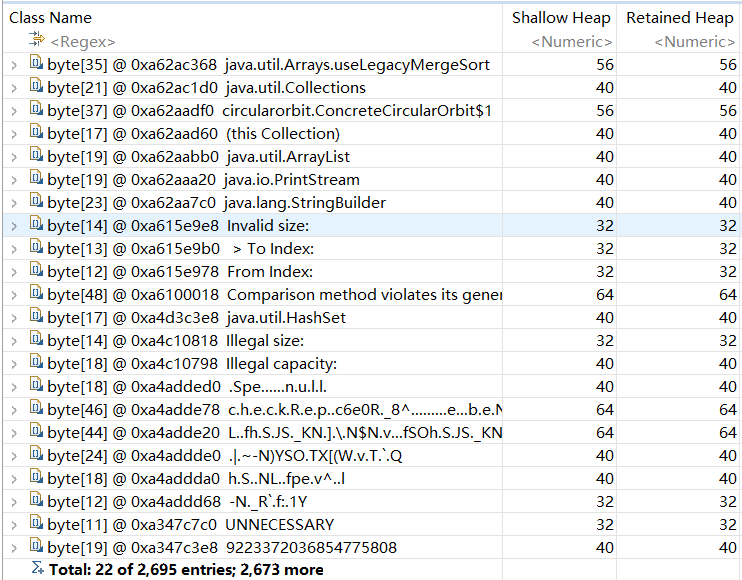 Class Name Shallow Heap Retained Heap
<Regex> <Numeric> <Numeric>
byte[35] @ 0xa62ac368 java.util.Arrays.useLegacyMergeSort 56 56
byte[21] @ 0xa62ac1d0 java.util.Collections 40 40
byte[37] @ 0xa62aadf0 circularorbit.ConcreteCircularOrbit$1 56 56
byte[17] @ 0xa62aad60 (this Collection) 40 40
byte[19] @ 0xa62aabb0 java.util.ArrayList 40 40
byte[19] @ 0xa62aaa20 java.io.PrintStream 40 40
byte[23] @ 0xa62aa7c0 java.lang.StringBuilder 40 40
byte[14] @ 0xa615e9e8 Invalid size: 32 32
byte[13] @ 0xa615e9b0 > To Index: 32 32
byte[12] @ 0xa615e978 From Index: 32 32
byte[48] @ 0xa6100018 Comparison method violates its gener 64 64
byte[17] @ 0xa4d3c3e8 java.util.HashSet 40 40
byte[14] @ 0xa4c10818 Illegal size: 32 32
byte[18] @ 0xa4c10798 Illegal capacity: 40 40
byte[18] @ 0xa4added0 .Spe......n.u.l.l. 40 40
byte[46] @ 0xa4adde78 c.h.e.c.k.R.e.p..c6e0R._8^.........e...b.e.N 64 64
byte[44] @ 0xa4adde20 L..fh.S.JS._KN.].\.N$N.v...fSOh.S.JS._KN 64 64
byte[24] @ 0xa4addde0 .|.~-N)YSO.TX[(W.v.T.`.Q 40 40
byte[18] @ 0xa4addda0 h.S..NL..fpe.v^..l 40 40
byte[12] @ 0xa4addd68 -N._R`.f:.1Y 32 32
byte[11] @ 0xa347c7c0 UNNECESSARY 32 32
byte[19] @ 0xa347c3e8 9223372036854775808 40 40
Total: 22 of 2,695 entries; 2,673 more